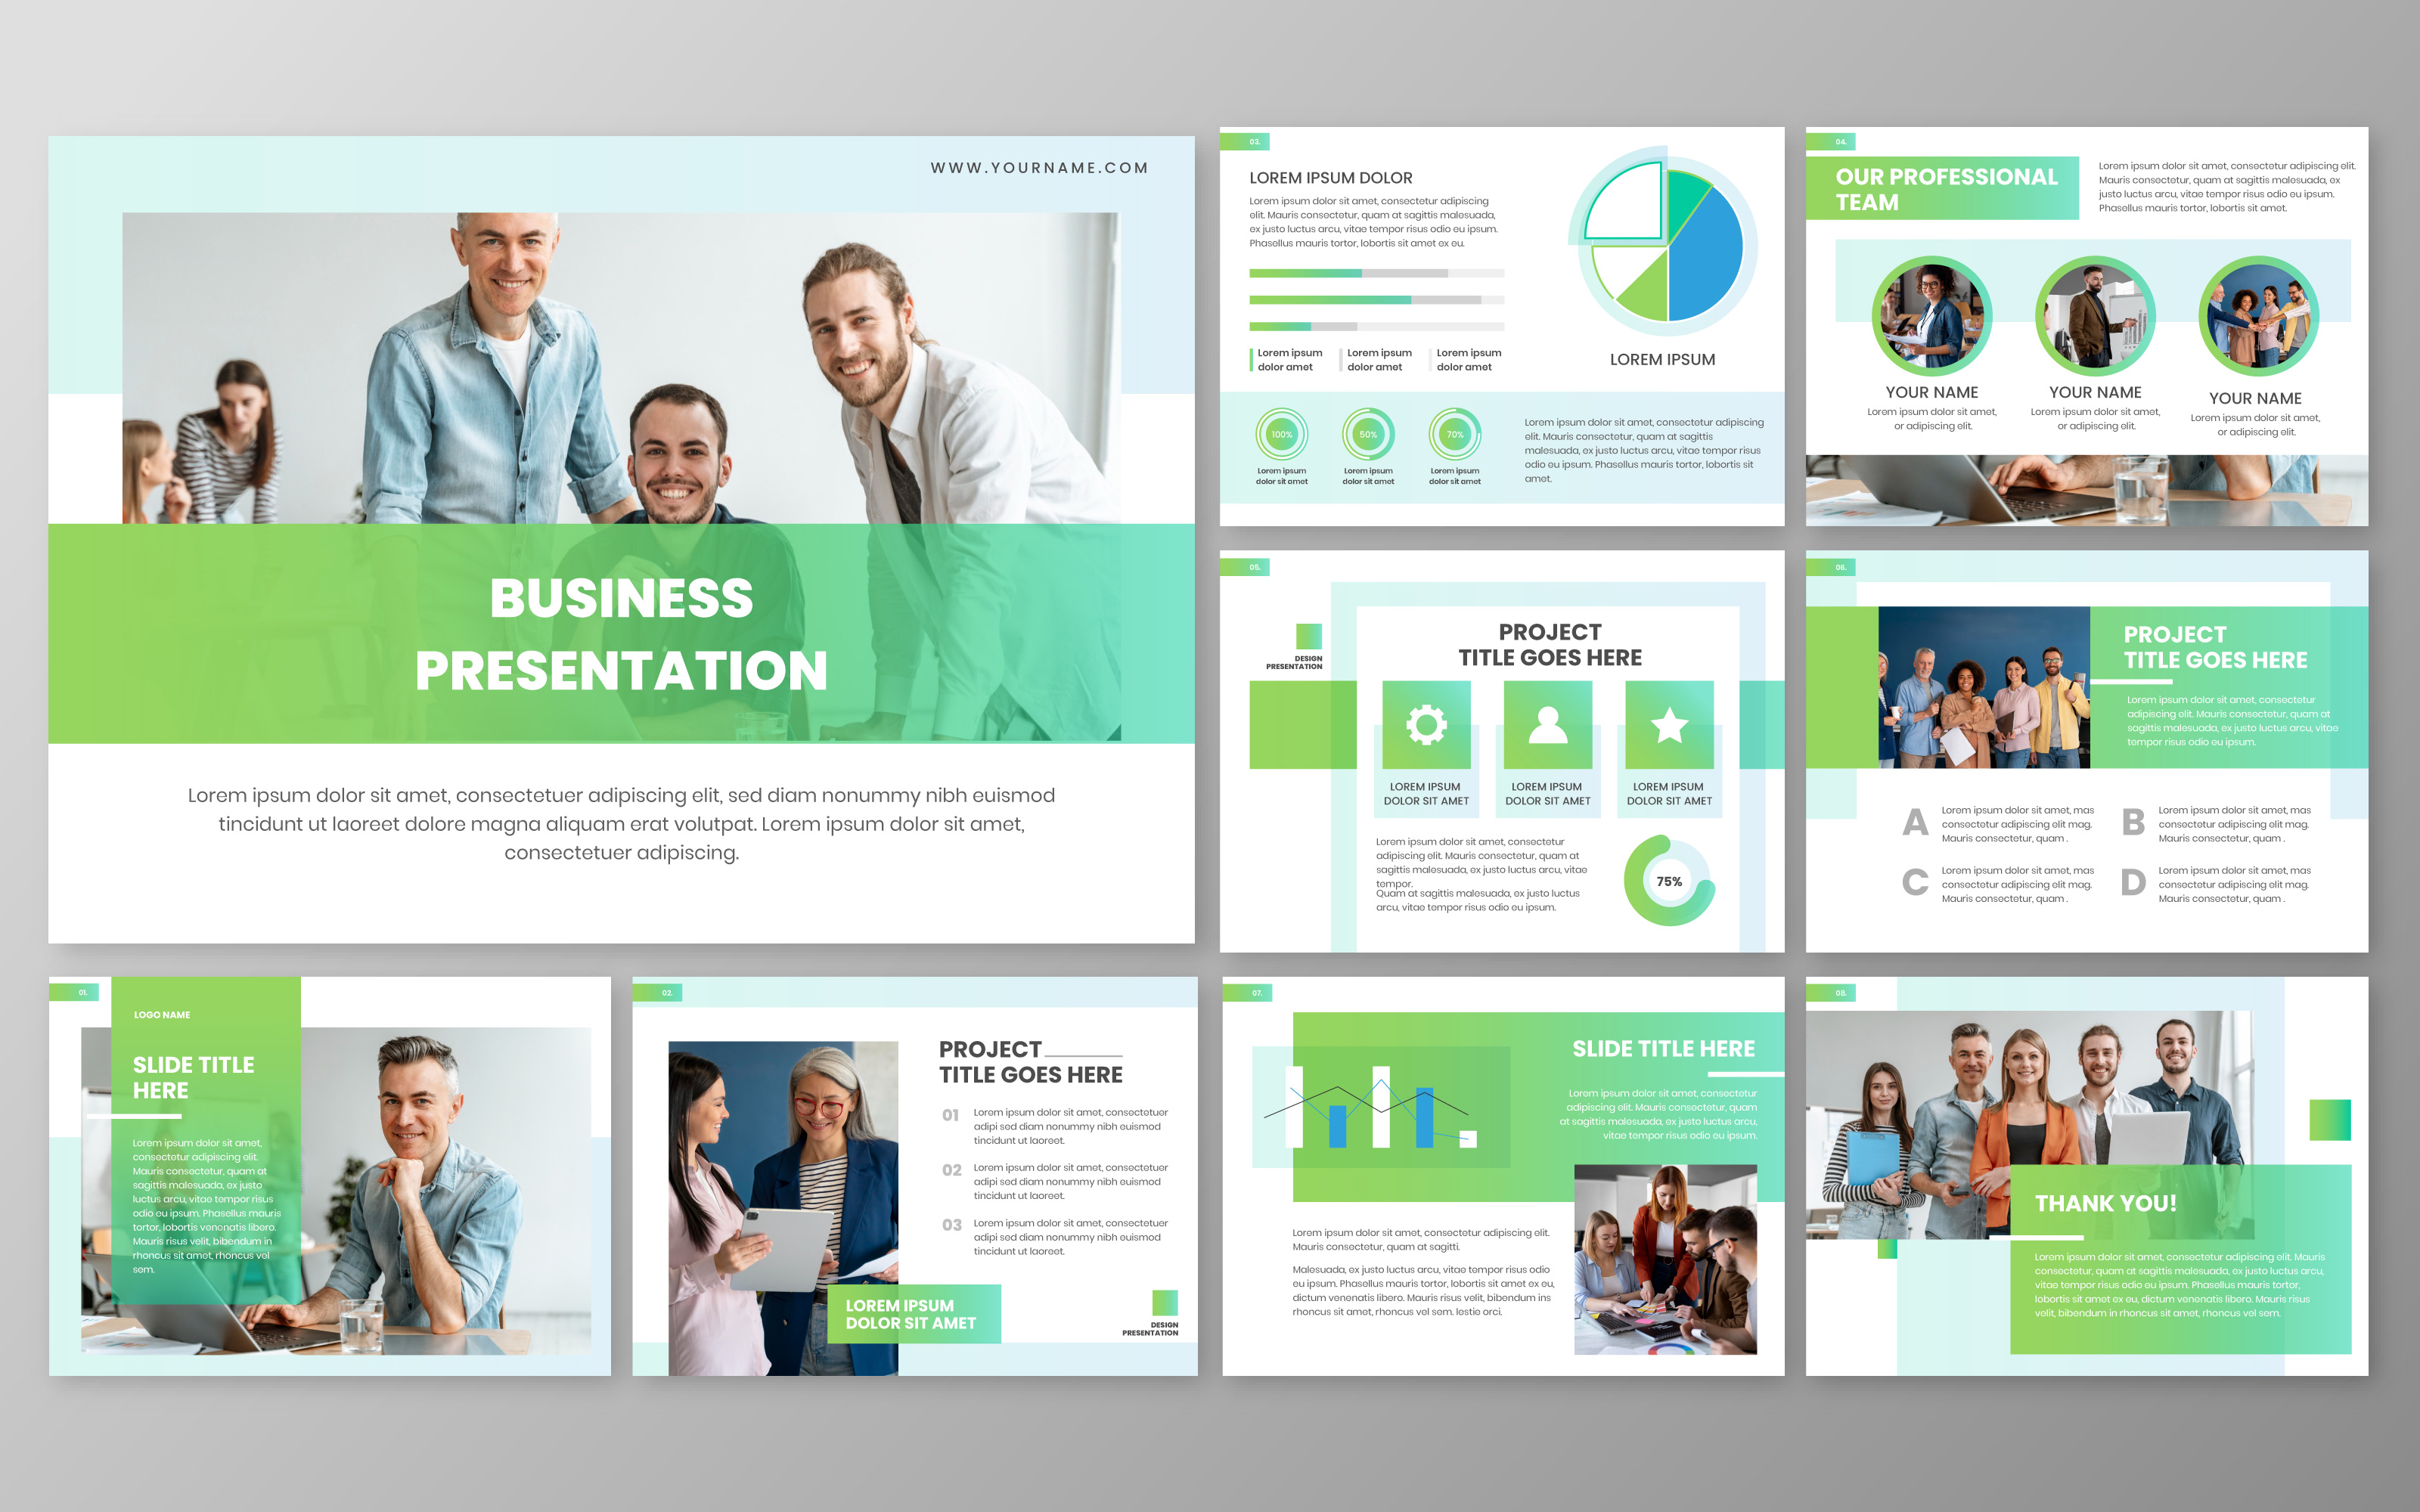 WWW.YOURNAME.COM
BUSINESS
PRESENTATION
Lorem ipsum dolor sit amet, consectetuer adipiscing elit, sed diam nonummy nibh euismod
tincidunt ut laoreet dolore magna aliquam erat volutpat. Lorem ipsum dolor sit amet,
consectetuer adipiscing.
03.
LOREM IPSUM DOLOR
Lorem ipsum dolor sit amet, consectetur adipiscing
elit. Mauris consectetur, quam at sagittis malesuada,
ex justo luctus arcu, vitae tempor risus odio eu ipsum.
Phasellus mauris tortor, lobortis sit amet ex eu.
Lorem ipsum
dolor amet
Lorem ipsum
dolor amet
Lorem ipsum
dolor amet
LOREM IPSUM
100%
50%
70%
Lorem ipsum
dolor sit amet
Lorem ipsum
dolor sit amet
Lorem ipsum
dolor sit amet
Lorem ipsum dolor sit amet, consectetur adipiscing
elit. Mauris consectetur, quam at sagittis
malesuada, ex justo luctus arcu, vitae tempor risus
odio eu ipsum. Phasellus mauris tortor, lobortis sit
amet.
04.
OUR PROFESSIONAL
TEAM
Lorem ipsum dolor sit amet, consectetur adipiscing elit.
Mauris consectetur, quam at sagittis malesuada, ex
justo luctus arcu, vitae tempor risus odio eu ipsum.
Phasellus mauris tortor, lobortis sit amet.
YOUR NAME
Lorem ipsum dolor sit amet,
or adipiscing elit.
YOUR NAME
Lorem ipsum dolor sit amet,
or adipiscing elit.
YOUR NAME
Lorem ipsum dolor sit amet,
or adipiscing elit.
05.
DESIGN
PRESENTATION
PROJECT
TITLE GOES HERE
LOREM IPSUM
DOLOR SIT AMET
LOREM IPSUM
DOLOR SIT AMET
LOREM IPSUM
DOLOR SIT AMET
Lorem ipsum dolor sit amet, consectetur
adipiscing elit. Mauris consectetur, quam at
sagittis malesuada, ex justo luctus arcu, vitae
tempor.
Quam at sagittis malesuada, ex justo luctus
arcu, vitae tempor risus odio eu ipsum.
75%
06.
PROJECT
TITLE GOES HERE
Lorem ipsum dolor sit amet, consectetur
adipiscing elit. Mauris consectetur, quam at
sagittis malesuada, ex justo luctus arcu, vitae
tempor risus odio eu ipsum.
A
Lorem ipsum dolor sit amet, mas
consectetur adipiscing elit mag.
Mauris consectetur, quam .
B
Lorem ipsum dolor sit amet, mas
consectetur adipiscing elit mag.
Mauris consectetur, quam .
C
Lorem ipsum dolor sit amet, mas
consectetur adipiscing elit mag.
Mauris consectetur, quam .
D
Lorem ipsum dolor sit amet, mas
consectetur adipiscing elit mag.
Mauris consectetur, quam .
01.
LOGO NAME
SLIDE TITLE
HERE
Lorem ipsum dolor sit amet,
consectetur adipiscing elit.
Mauris consectetur, quam at
sagittis malesuada, ex justo
luctus arcu, vitae tempor risus
odio eu ipsum. Phasellus mauris
tortor, lobortis venonatis libero.
Mauris risus velit, bibendum in
rhoncus sit amet, rhoncus vel
sem.
02.
PROJECT
TITLE GOES HERE
01
Lorem ipsum dolor sit amet, consectetuer
adipi sed diam nonummy nibh euismod
tincidunt ut laoreet.
02
Lorem ipsum dolor sit amet, consectetuer
adipi sed diam nonummy nibh euismod
tincidunt ut laoreet.
03
Lorem ipsum dolor sit amet, consectetuer
adipi sed diam nonummy nibh euismod
tincidunt ut laoreet.
LOREM IPSUM
DOLOR SIT AMET
DESIGN
PRESENTATION
07.
SLIDE TITLE HERE
Lorem ipsum dolor sit amet, consectetur
adipiscing elit. Mauris consectetur, quam
at sagittis malesuada, ex justo luctus arcu,
vitae tempor risus odio eu ipsum.
Lorem ipsum dolor sit amet, consectetur adipiscing elit.
Mauris consectetur, quam at sagitti.
Malesuada, ex justo luctus arcu, vitae tempor risus odio
eu ipsum. Phasellus mauris tortor, lobortis sit amet ex eu,
dictum venenatis libero. Mauris risus velit, bibendum ins
rhoncus sit amet, rhoncus vel sem. lestie orci.
08.
THANK YOU!
Lorem ipsum dolor sit amet, consectetur adipiscing elit. Mauris
consectetur, quam at sagittis malesuada, ex justo luctus arcu,
vitae tempor risus odio eu ipsum. Phasellus mauris tortor,
lobortis sit amet ex eu, dictum venenatis libero. Mauris risus
velit, bibendum in rhoncus sit amet, rhoncus vel sem.